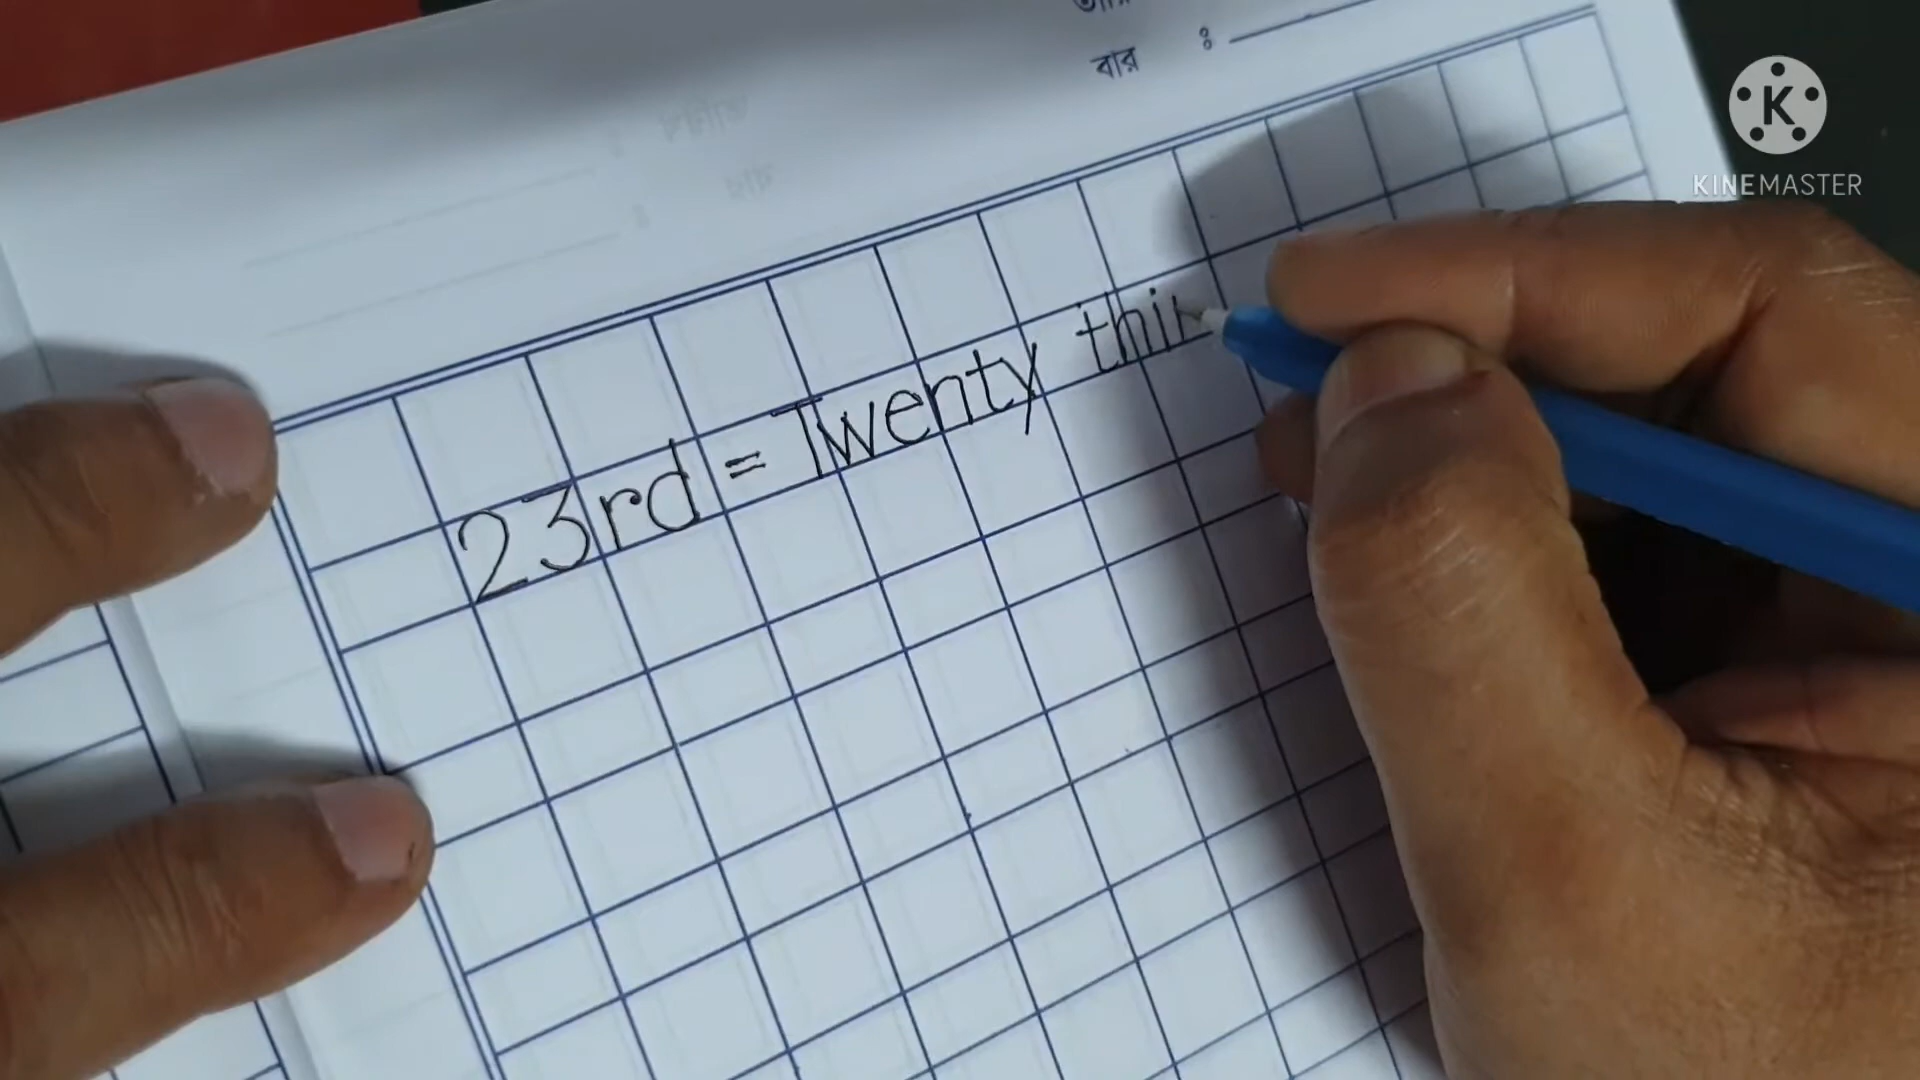 বার :
23rd = Twenty thir
K
KINEMASTER